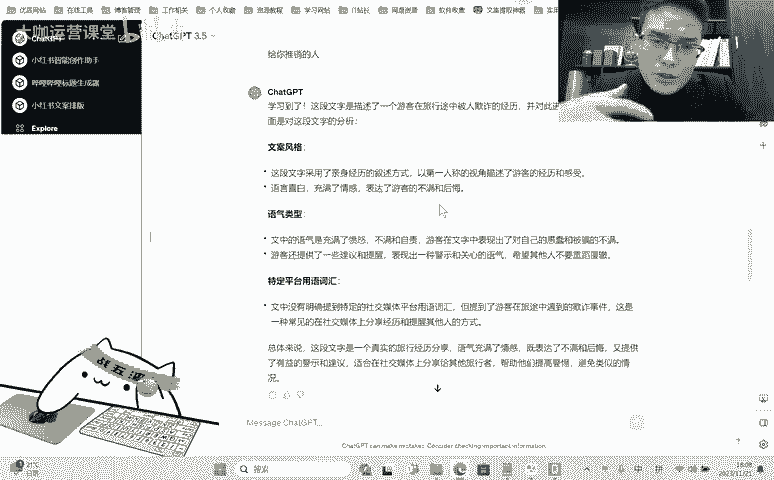 优惠网站 在线工具 博客管理 工作相关 个人收藏 资源教程 学习网站 IT站长 网盘资源 软件收集 文案提取神器
大咖运营课堂
ChatGPT
ChatGPT 3.5
小红书智能创作助手
哔哩哔哩标题生成器
小红书文案排版
Explore
给你推销的人
ChatGPT
学习到了！这段文字是描述了一个游客在旅行途中被人欺诈的经历，并对此进
面是对这段文字的分析：
文案风格：
这段文字采用了亲身经历的叙述方式，以第一人称的视角描述了游客的经历和感受。
语言直白，充满了情感，表达了游客的不满和后悔。
语气类型：
文中的语气是充满了愤怒、不满和自责，游客在文字中表现出了对自己的愚蠢和被骗的不满。
游客还提供了一些建议和提醒，表现出一种警示和关心的语气，希望其他人不要重蹈覆辙。
特定平台用语词汇：
文中没有明确提到特定的社交媒体平台用语词汇，但提到了游客在旅途中遇到的欺诈事件，这是
一种常见的在社交媒体上分享经历和提醒其他人的方式。
总体来说，这段文字是一个真实的旅行经历分享，语气充满了情感，既表达了不满和后悔，又提供
了有益的警示和建议，适合在社交媒体上分享给其他旅行者，帮助他们提高警惕，避免类似的情
况。
战五渣
Message ChatGPT...
ChatGPT can make mistakes. Consider checking important information.
21°C
搜索
2023/11/21